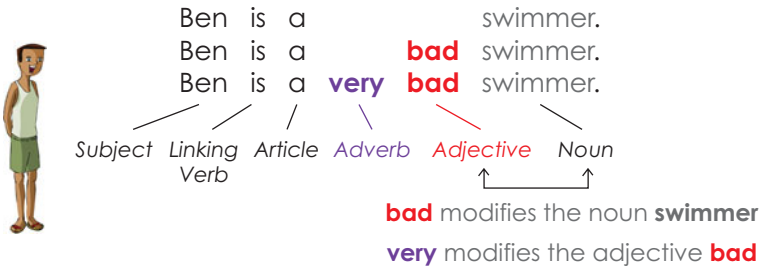 Ben is a swimmer.
Ben is a bad swimmer.
Ben is a very bad swimmer.
Subject Linking Verb Article Adverb Adjective Noun
bad modifies the noun swimmer
very modifies the adjective bad